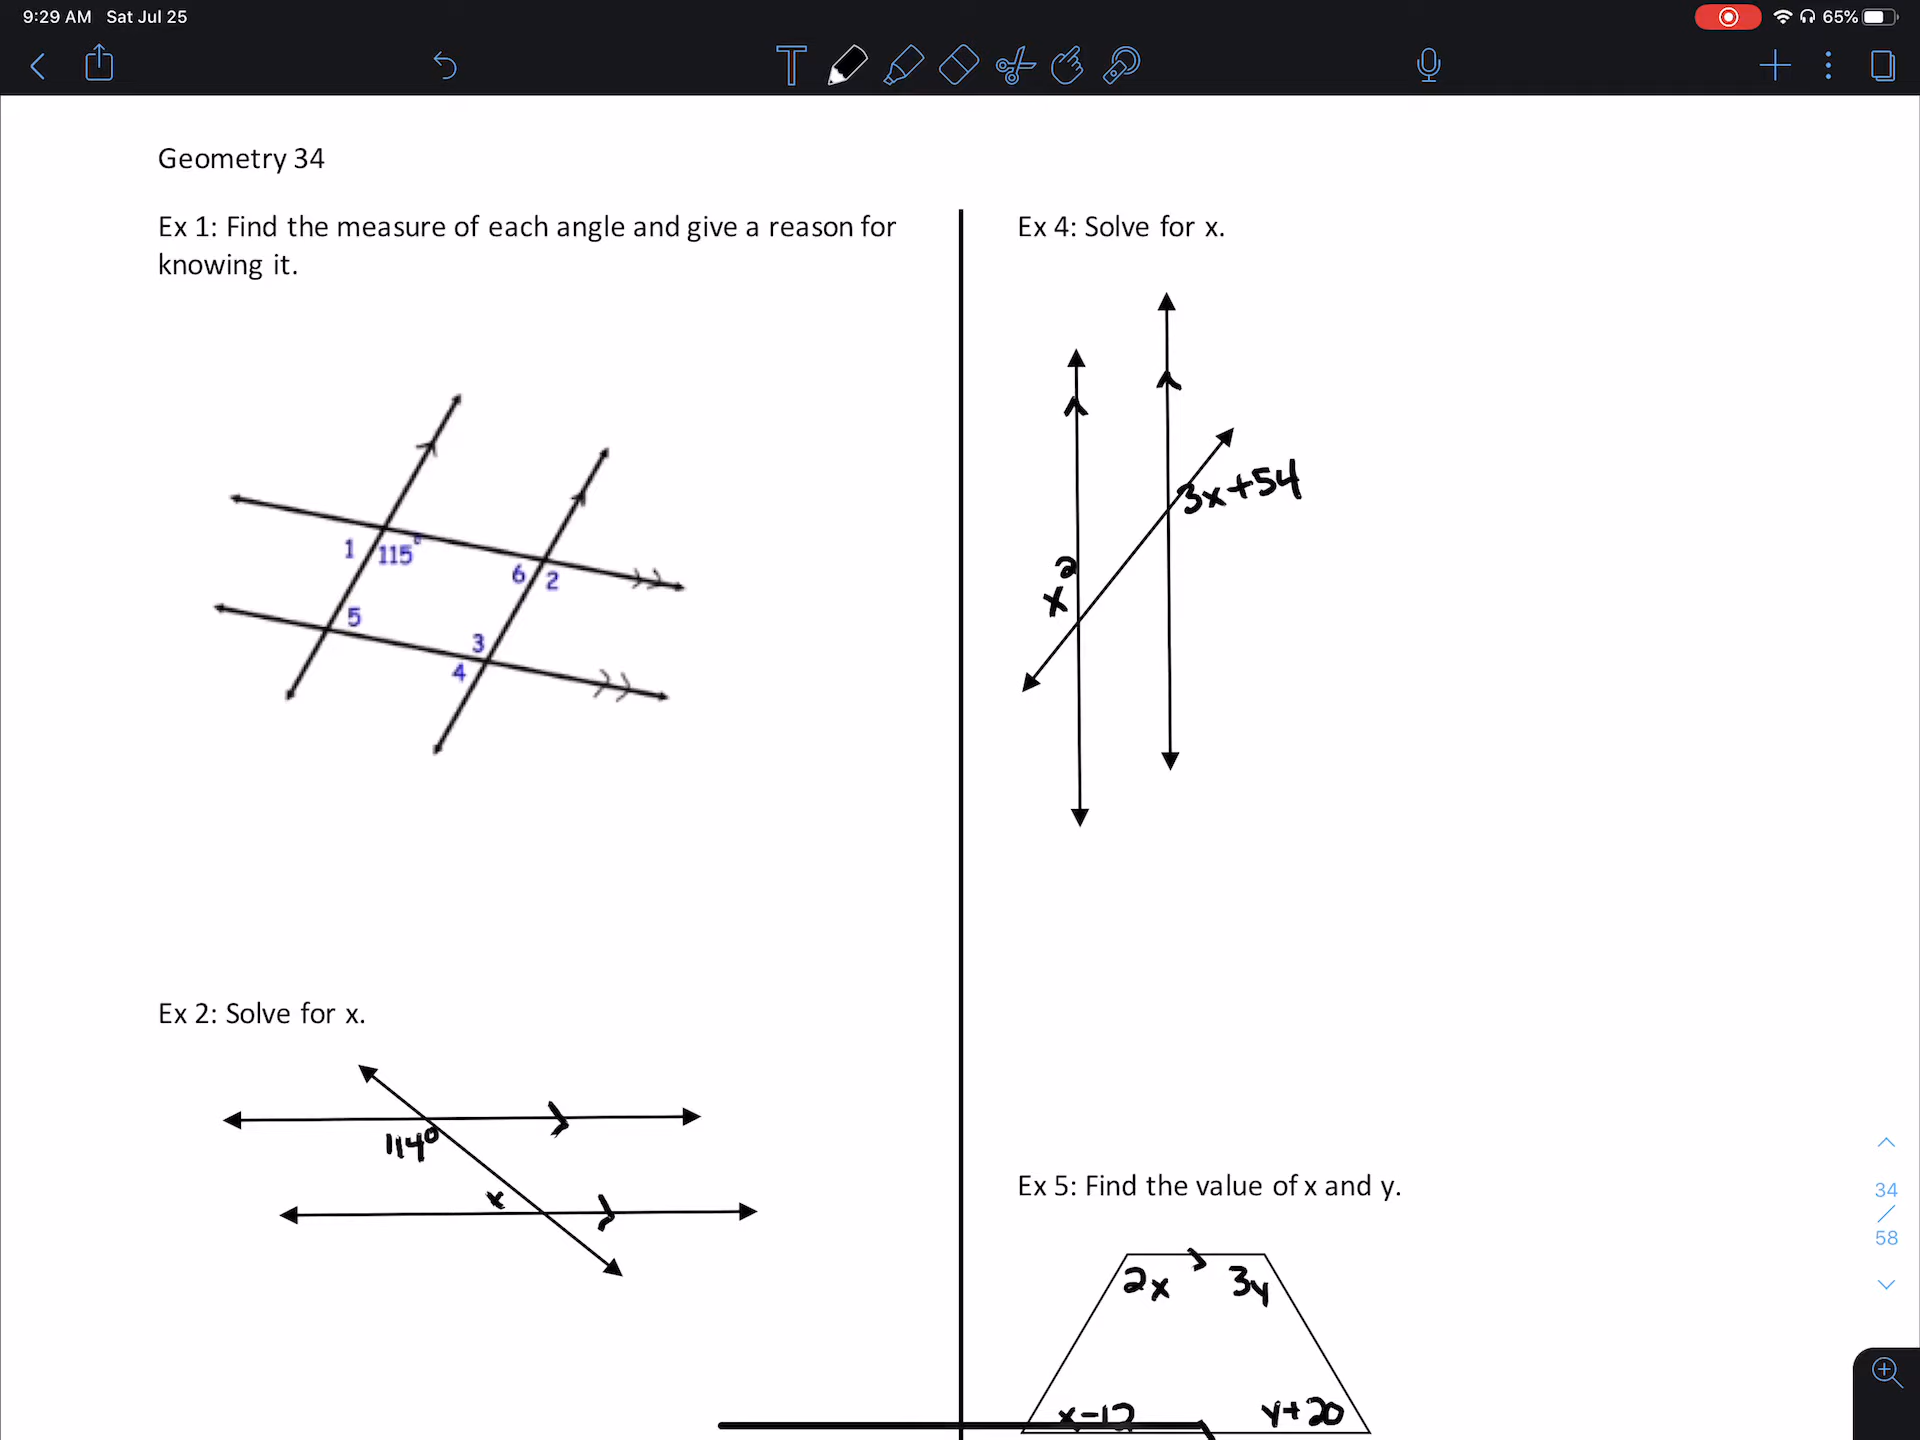 9:29 AM Sat Jul 25
65%
Geometry 34
Ex 1: Find the measure of each angle and give a reason for
knowing it.
1
115°
6
2
5
3
4
Ex 2: Solve for x.
114°
x
Ex 4: Solve for x.
3x+54
x²
Ex 5: Find the value of x and y.
2x
3y
x-12
y+20
34
/
58